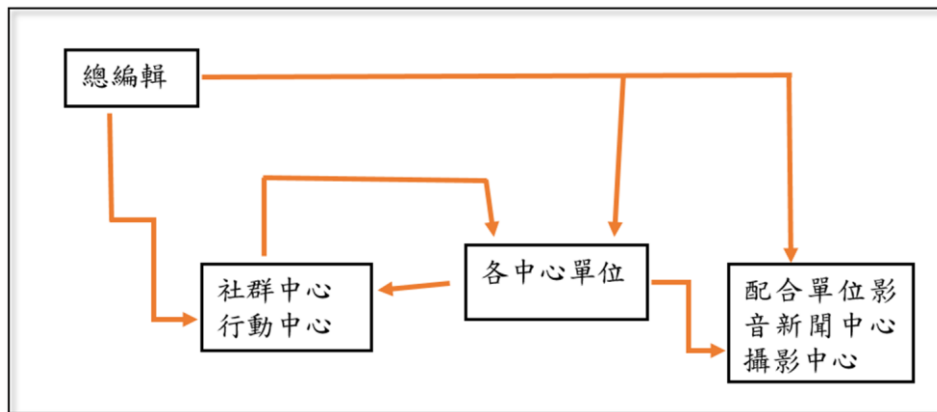 總編輯
社群中心
行動中心
各中心單位
配合單位影
音新聞中心
攝影中心